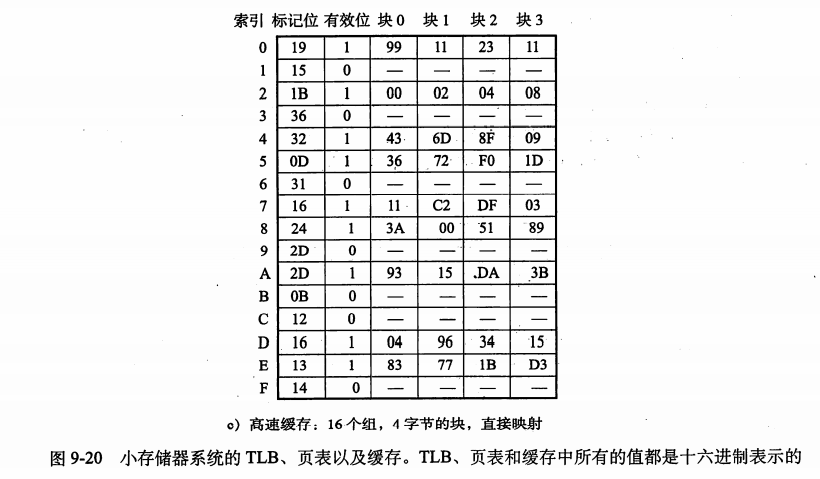 索引 标记位 有效位 块 0 块 1 块 2 块 3
0 19 1 99 11 23 11
1 15 0 — — — —
2 1B 1 00 02 04 08
3 36 0 — — — —
4 32 1 43 6D 8F 09
5 0D 1 36 72 F0 1D
6 31 0 — — — —
7 16 1 11 C2 DF 03
8 24 1 3A 00 51 89
9 2D 0 — — — —
A 2D 1 93 15 DA 3B
B 0B 0 — — — —
C 12 0 — — — —
D 16 1 04 96 34 15
E 13 1 83 77 1B D3
F 14 0 — — — —
c）高速缓存：16 个组，4 字节的块，直接映射
图 9-20 小存储器系统的 TLB、页表以及缓存。TLB、页表和缓存中所有的值都是十六进制表示的